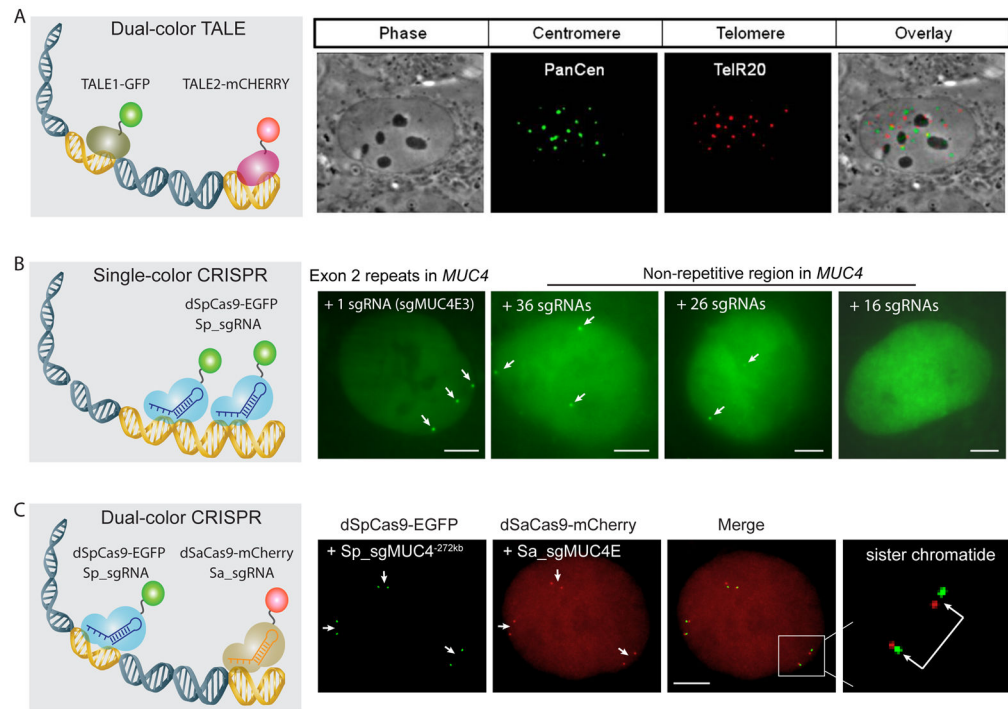 A
Dual-color TALE
TALE1-GFP
TALE2-mCHERRY
Phase
Centromere
Telomere
Overlay
PanCen
TelR20
B
Single-color CRISPR
dSpCas9-EGFP
Sp_sgRNA
Exon 2 repeats in MUC4
Non-repetitive region in MUC4
+ 1 sgRNA (sgMUC4E3)
+ 36 sgRNAs
+ 26 sgRNAs
+ 16 sgRNAs
C
Dual-color CRISPR
dSpCas9-EGFP
Sp_sgRNA
dSaCas9-mCherry
Sa_sgRNA
dSpCas9-EGFP
dSaCas9-mCherry
Merge
+ Sp_sgMUC4-272kb
+ Sa_sgMUC4E
sister chromatide